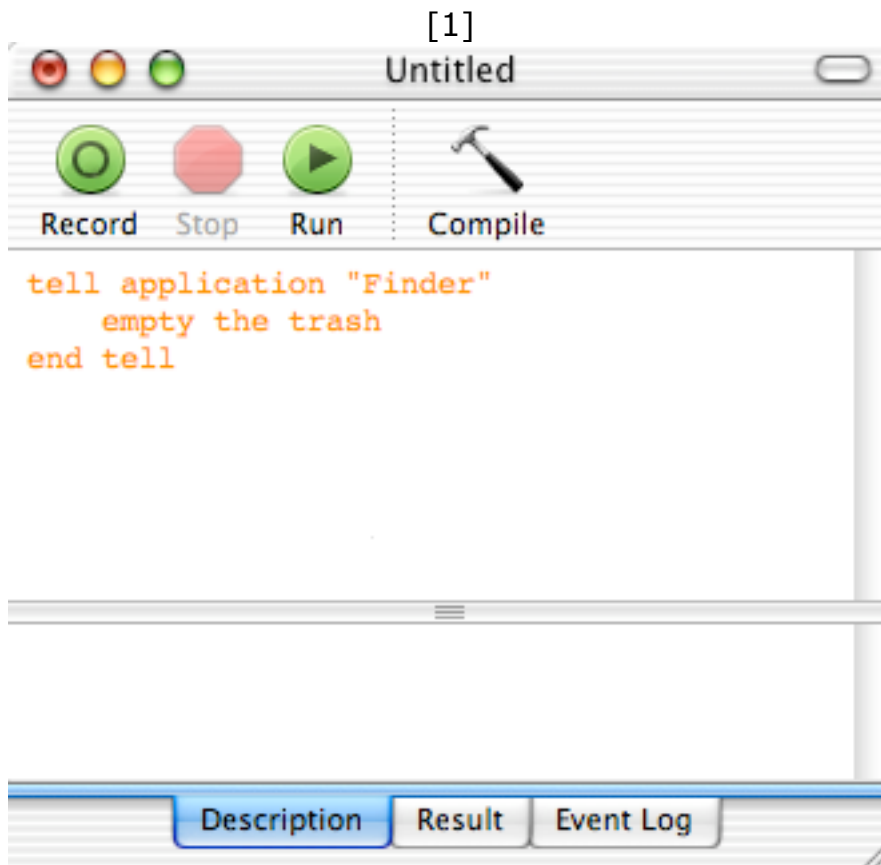 [1]
Untitled
Record Stop Run Compile
tell application "Finder"
    empty the trash
end tell
Description Result Event Log